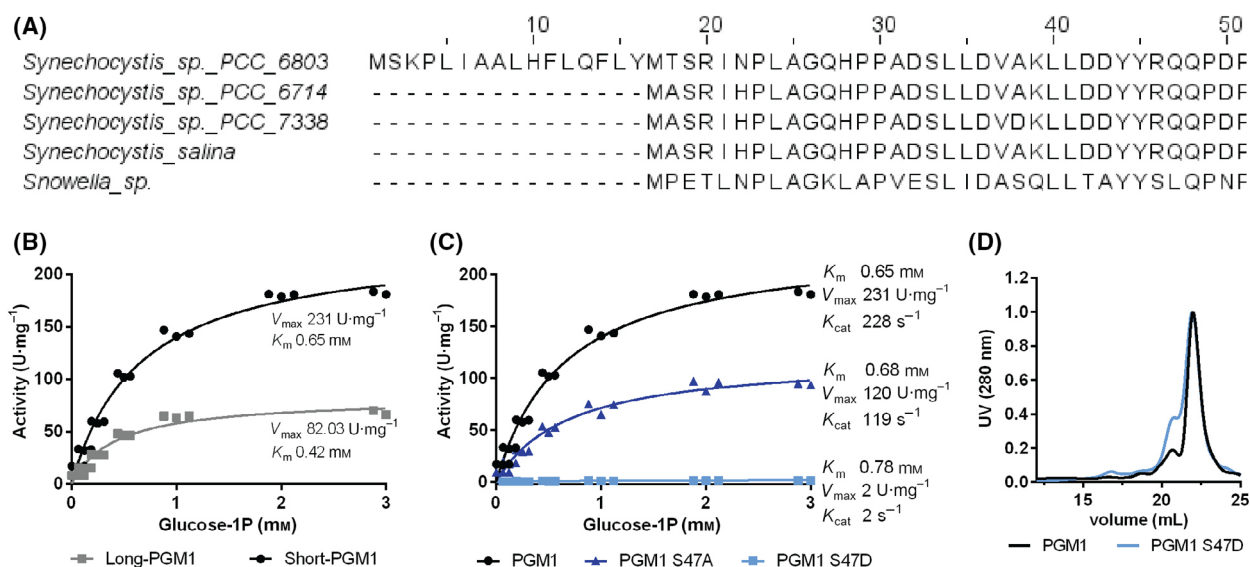 (A)
10 20 30 40 50
Synechocystis_sp._PCC_6803 MSKPLIAALHFLQFLYMTSRINPLAGQHPPADSLLDVAKLLDDYYRQQPDF
Synechocystis_sp._PCC_6714 ----------------MASRIHPLAGQHPPADSLLDVAKLLDDYYRQQPDF
Synechocystis_sp._PCC_7338 ----------------MASRIHPLAGQHPPADSLLDVDKLLDDYYRQQPDF
Synechocystis_salina ----------------MASRIHPLAGQHPPADSLLDVAKLLDDYYRQQPDF
Snowella_sp. ----------------MPETLNPLAGKLAPVESLIDASQLLTAYYSLQPNF
(B)
Activity (U·mg⁻¹)
200
150
100
50
0
Vmax 231 U·mg⁻¹
Km 0.65 mM
Vmax 82.03 U·mg⁻¹
Km 0.42 mM
0 1 2 3
Glucose-1P (mM)
Long-PGM1 Short-PGM1
(C)
Activity (U·mg⁻¹)
200
150
100
50
0
Km 0.65 mM
Vmax 231 U·mg⁻¹
Kcat 228 s⁻¹
Km 0.68 mM
Vmax 120 U·mg⁻¹
Kcat 119 s⁻¹
Km 0.78 mM
Vmax 2 U·mg⁻¹
Kcat 2 s⁻¹
0 1 2 3
Glucose-1P (mM)
PGM1 PGM1 S47A PGM1 S47D
(D)
UV (280 nm)
1.2
1.0
0.8
0.6
0.4
0.2
0.0
15 20 25
volume (mL)
PGM1 PGM1 S47D